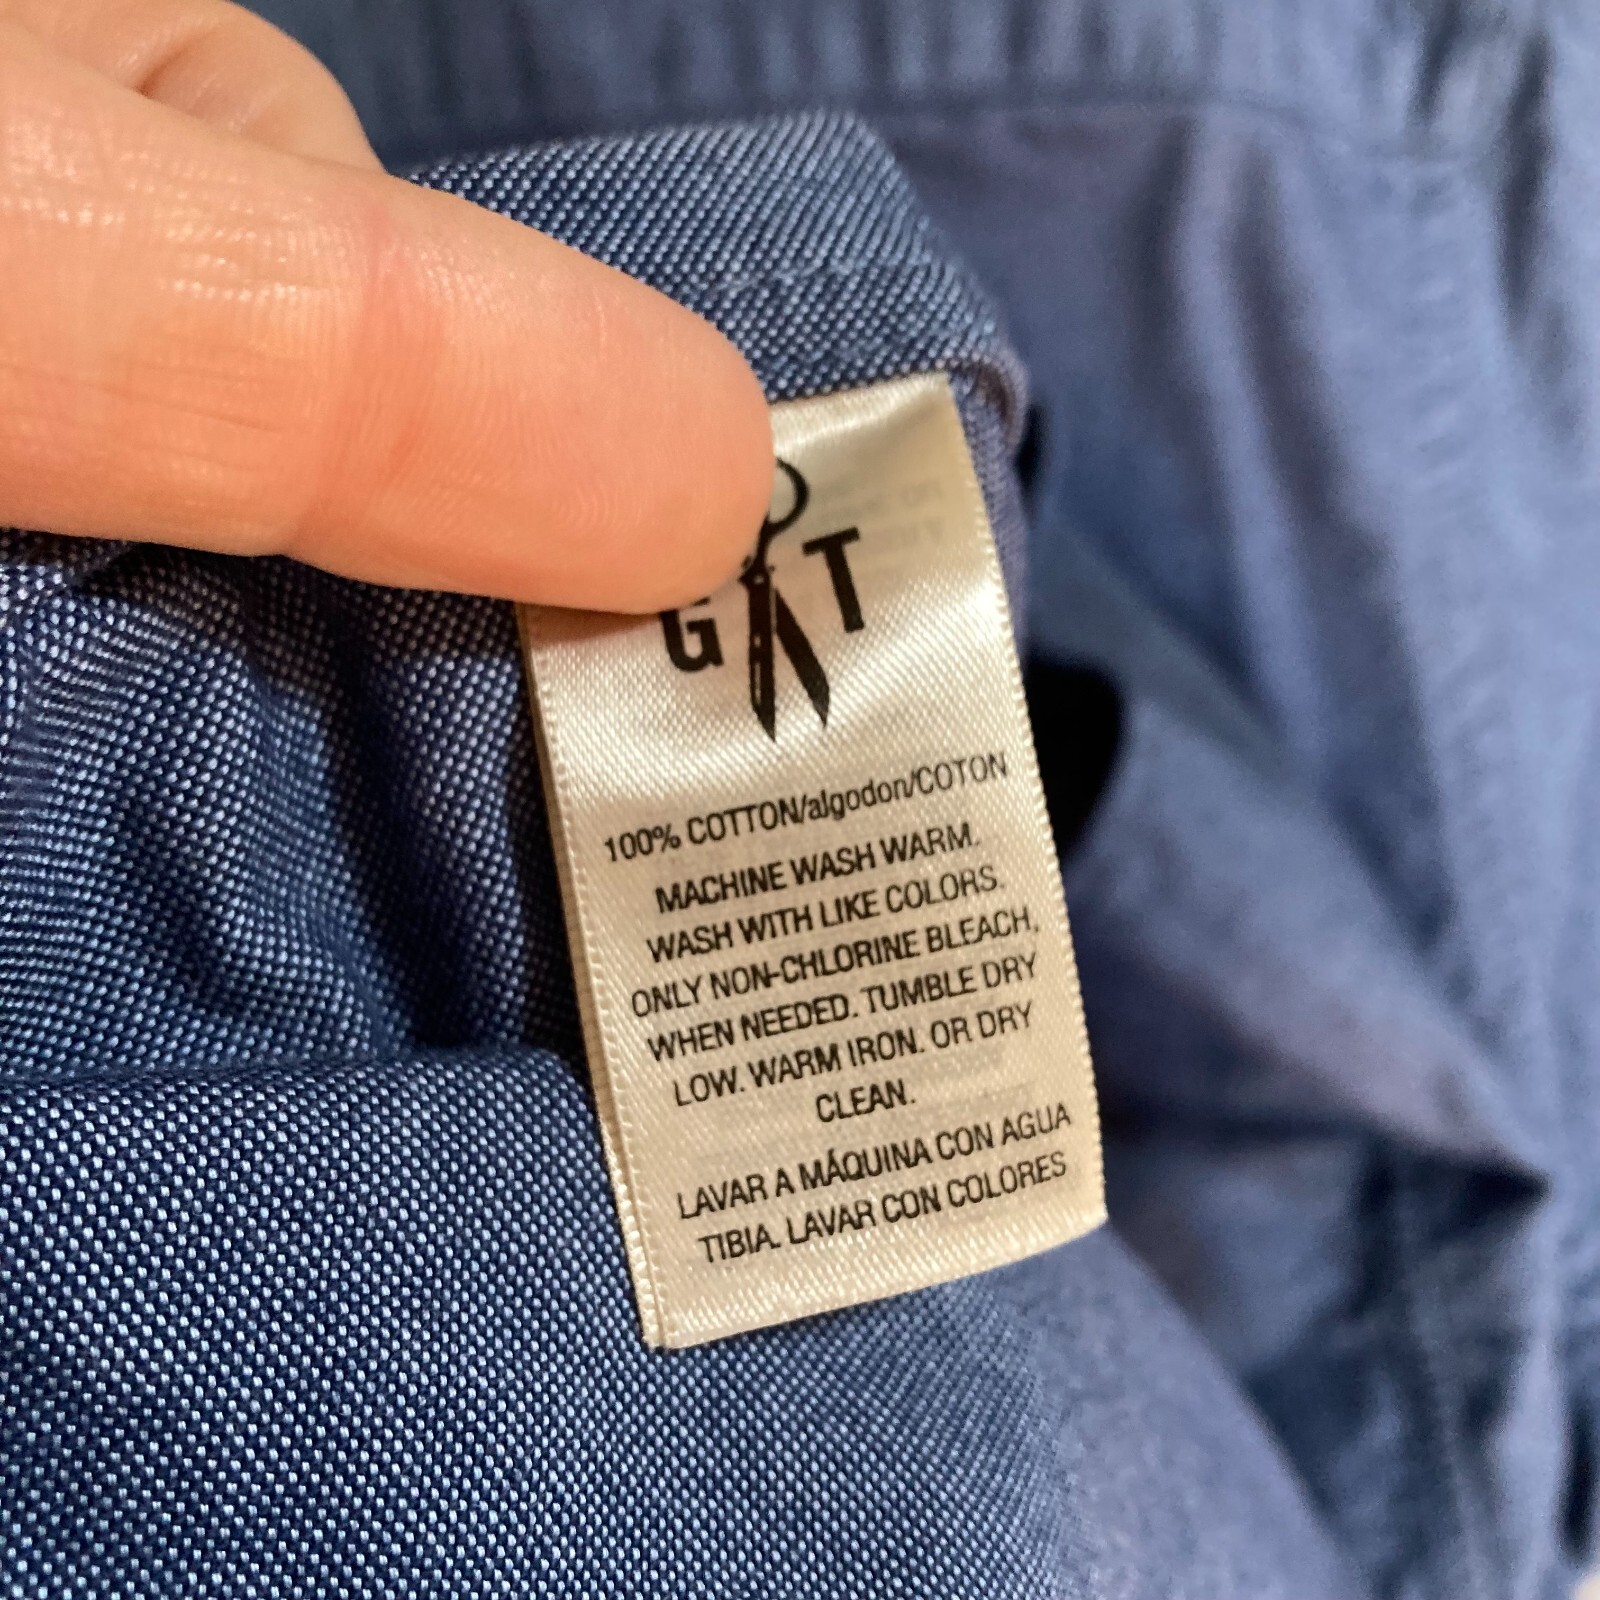 G T
100% COTTON/algodon/COTON
MACHINE WASH WARM.
WASH WITH LIKE COLORS.
ONLY NON-CHLORINE BLEACH,
WHEN NEEDED. TUMBLE DRY
LOW. WARM IRON. OR DRY
CLEAN.
LAVAR A MÁQUINA CON AGUA
TIBIA. LAVAR CON COLORES